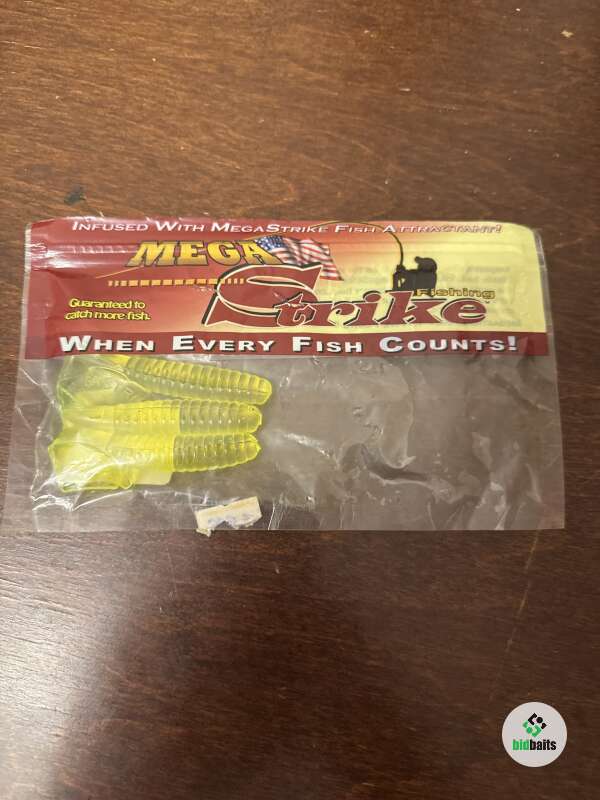 INFUSED WITH MEGASTRIKE FISH ATTRACTANT!
MEGA
Strike
Fishing
Guaranteed to
catch more fish.
WHEN EVERY FISH COUNTS!
bidbaits